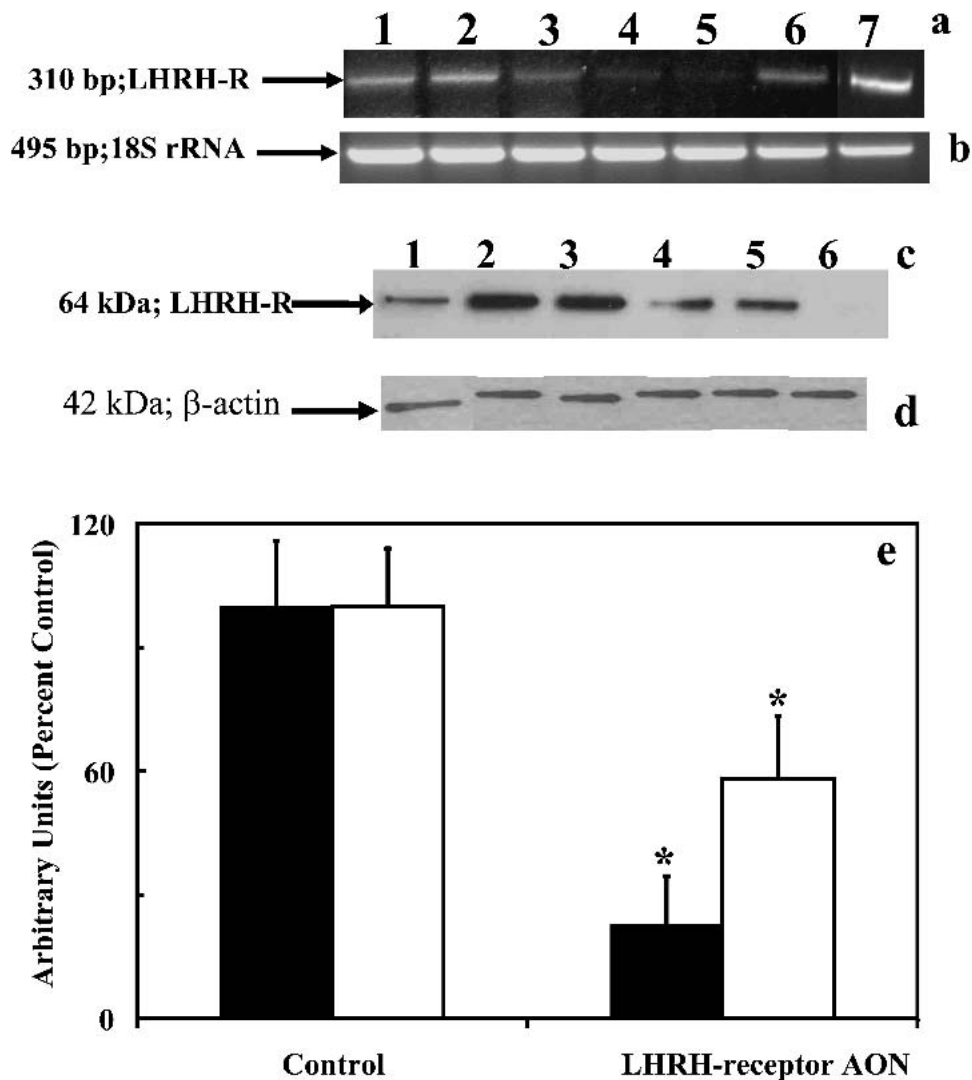 1 2 3 4 5 6 7 a
310 bp;LHRH-R
495 bp;18S rRNA b
1 2 3 4 5 6 c
64 kDa; LHRH-R
42 kDa; β-actin d
120 e
Arbitrary Units (Percent Control)
*
60
*
0
Control LHRH-receptor AON